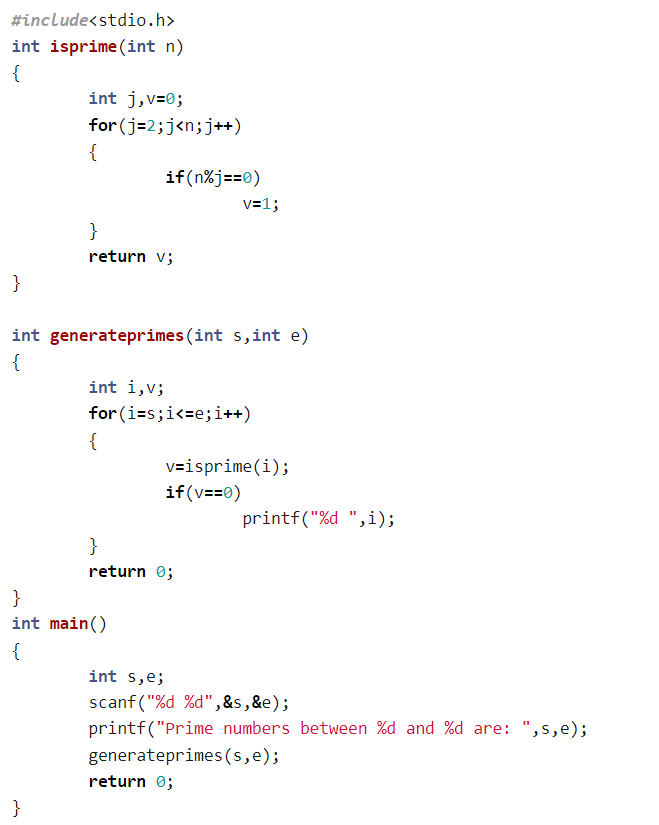 #include<stdio.h>
int isprime(int n)
{
        int j,v=0;
        for(j=2;j<n;j++)
        {
                if(n%j==0)
                        v=1;
        }
        return v;
}

int generateprimes(int s,int e)
{
        int i,v;
        for(i=s;i<=e;i++)
        {
                v=isprime(i);
                if(v==0)
                        printf("%d ",i);
        }
        return 0;
}
int main()
{
        int s,e;
        scanf("%d %d",&s,&e);
        printf("Prime numbers between %d and %d are: ",s,e);
        generateprimes(s,e);
        return 0;
}